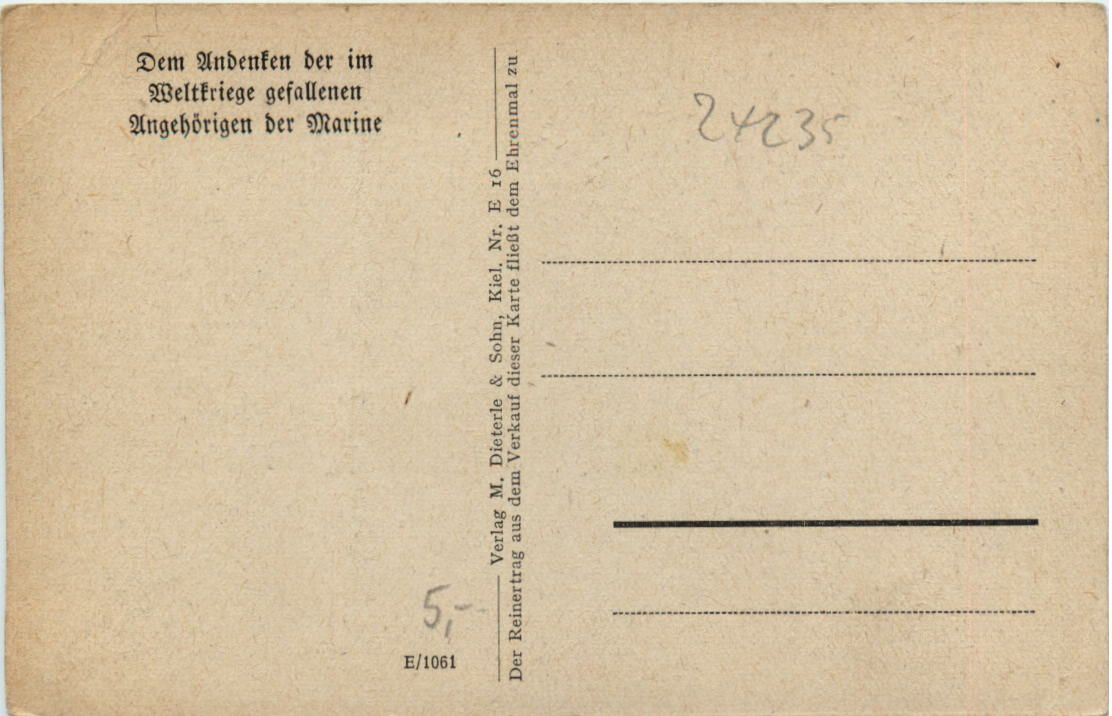 Dem Andenken der im
Weltkriege gefallenen
Angehörigen der Marine
Verlag M. Dieterle & Sohn, Kiel. Nr. E 16
Der Reinertrag aus dem Verkauf dieser Karte fließt dem Ehrenmal zu
24235
5,--
E/1061